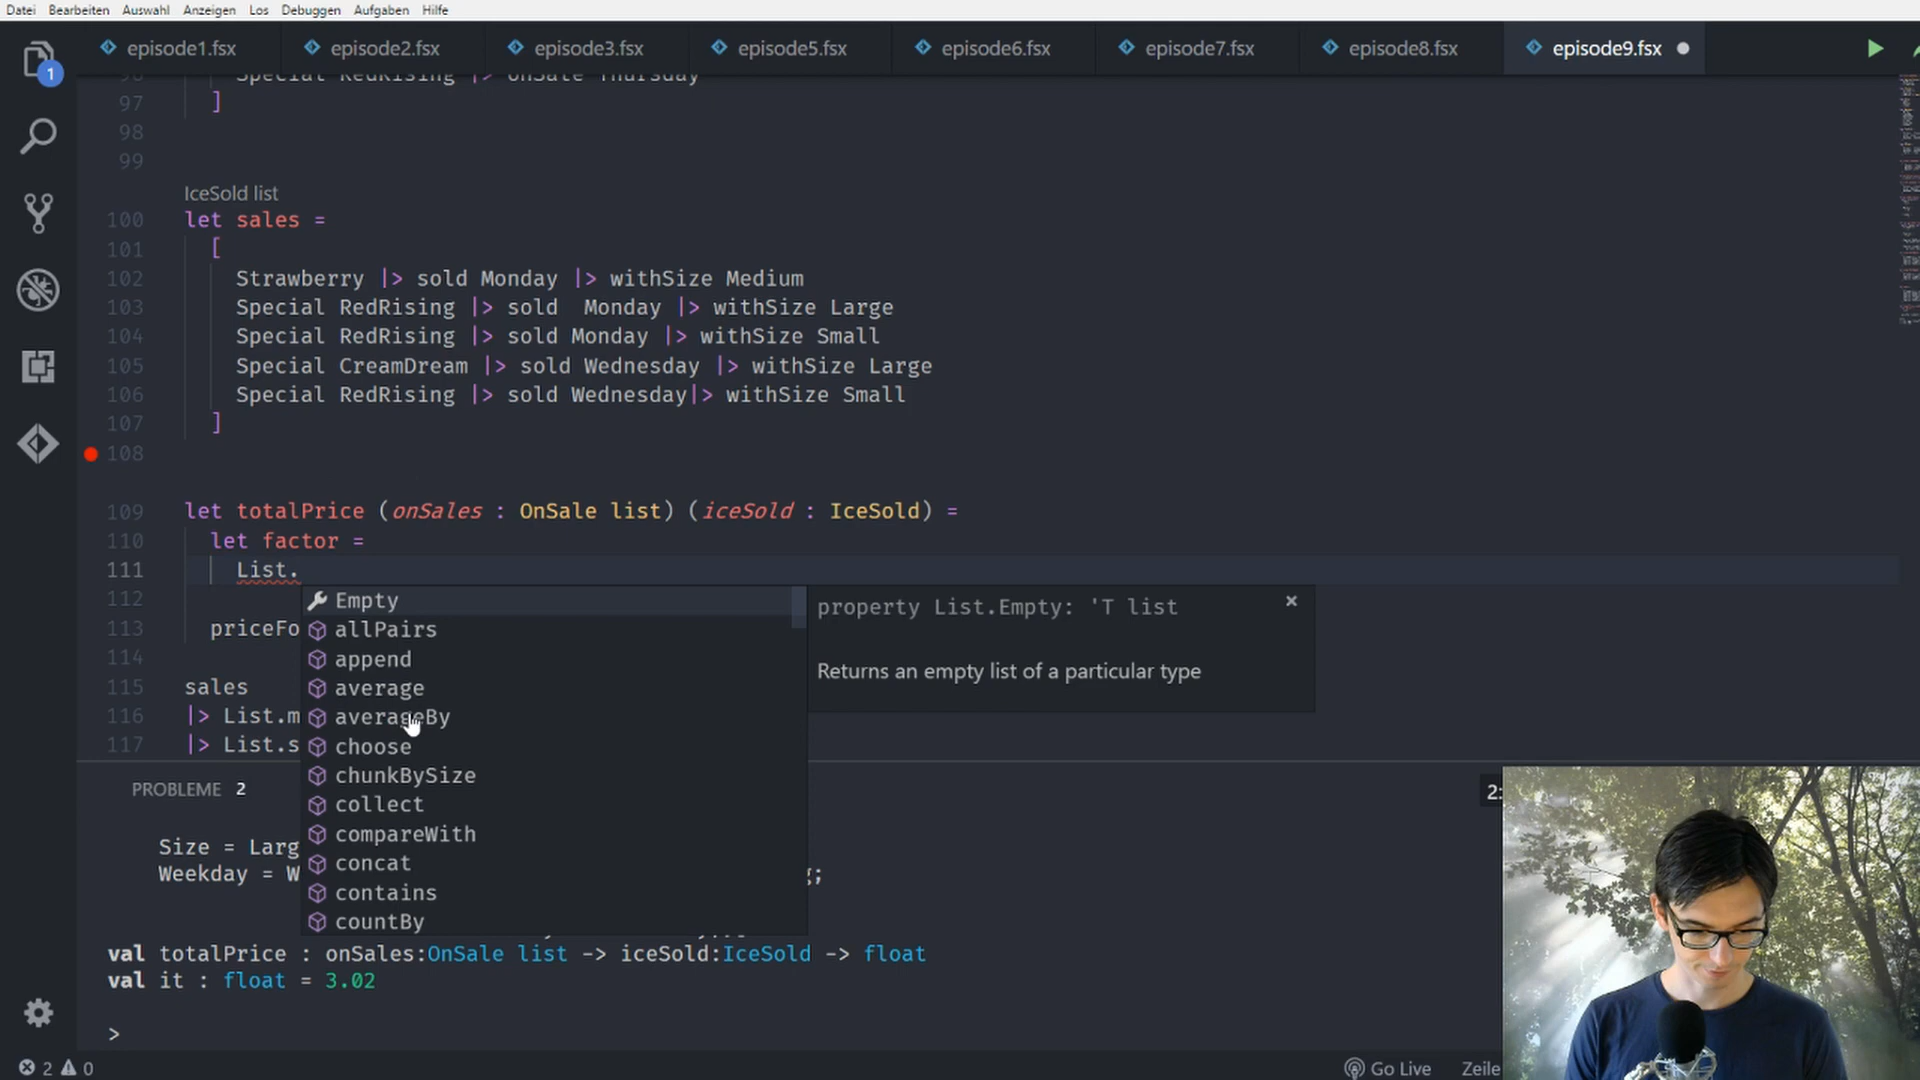 Datei Bearbeiten Auswahl Anzeigen Los Debuggen Aufgaben Hilfe
1 episode1.fsx episode2.fsx episode3.fsx episode5.fsx episode6.fsx episode7.fsx episode8.fsx episode9.fsx
96 Special RedRising |> onSale Thursday
97 ]
98
99
IceSold list
100 let sales =
101 [
102 Strawberry |> sold Monday |> withSize Medium
103 Special RedRising |> sold  Monday |> withSize Large
104 Special RedRising |> sold Monday |> withSize Small
105 Special CreamDream |> sold Wednesday |> withSize Large
106 Special RedRising |> sold Wednesday|> withSize Small
107 ]
108
109 let totalPrice (onSales : OnSale list) (iceSold : IceSold) =
110 let factor =
111 List.
112
113 priceFo
114
115 sales
116 |> List.m
117 |> List.s
Empty
allPairs
append
average
averageBy
choose
chunkBySize
collect
compareWith
concat
contains
countBy
property List.Empty: 'T list
Returns an empty list of a particular type
PROBLEME 2
2:
Size = Larg
Weekday = W
;
val totalPrice : onSales:OnSale list -> iceSold:IceSold -> float
val it : float = 3.02
>
2 0 Go Live Zeile